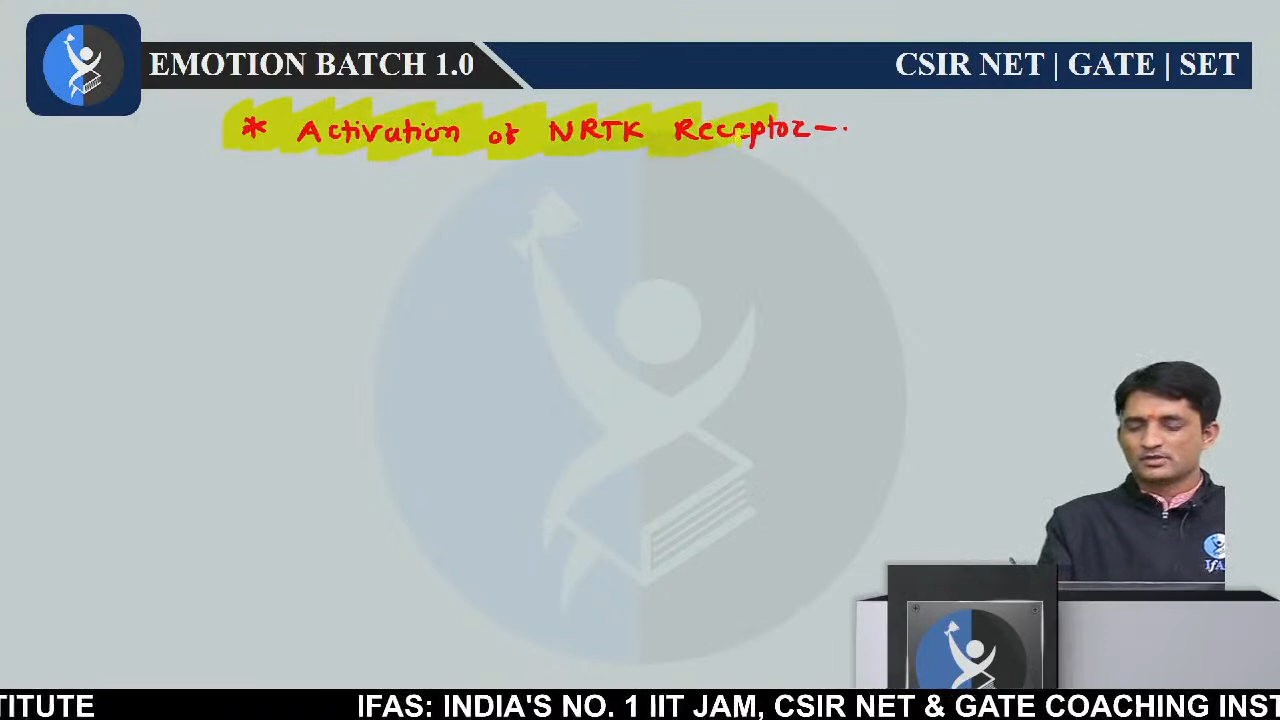 EMOTION BATCH 1.0
CSIR NET | GATE | SET
* Activation of NRTK Receptor-.
IFAS
TITUTE IFAS: INDIA'S NO. 1 IIT JAM, CSIR NET & GATE COACHING INST